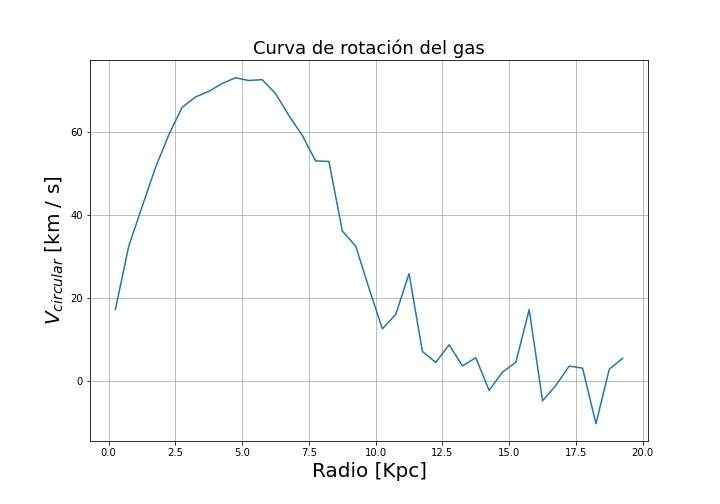 Curva de rotación del gas
V_circular [km / s]
60
40
20
0
0.0 2.5 5.0 7.5 10.0 12.5 15.0 17.5 20.0
Radio [Kpc]